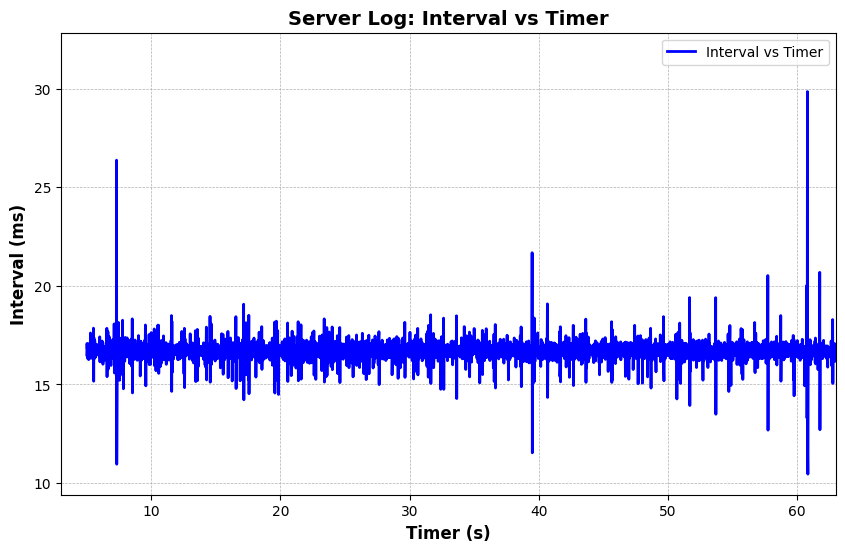 Server Log: Interval vs Timer
Interval vs Timer
30
25
20
15
10
Interval (ms)
10 20 30 40 50 60
Timer (s)